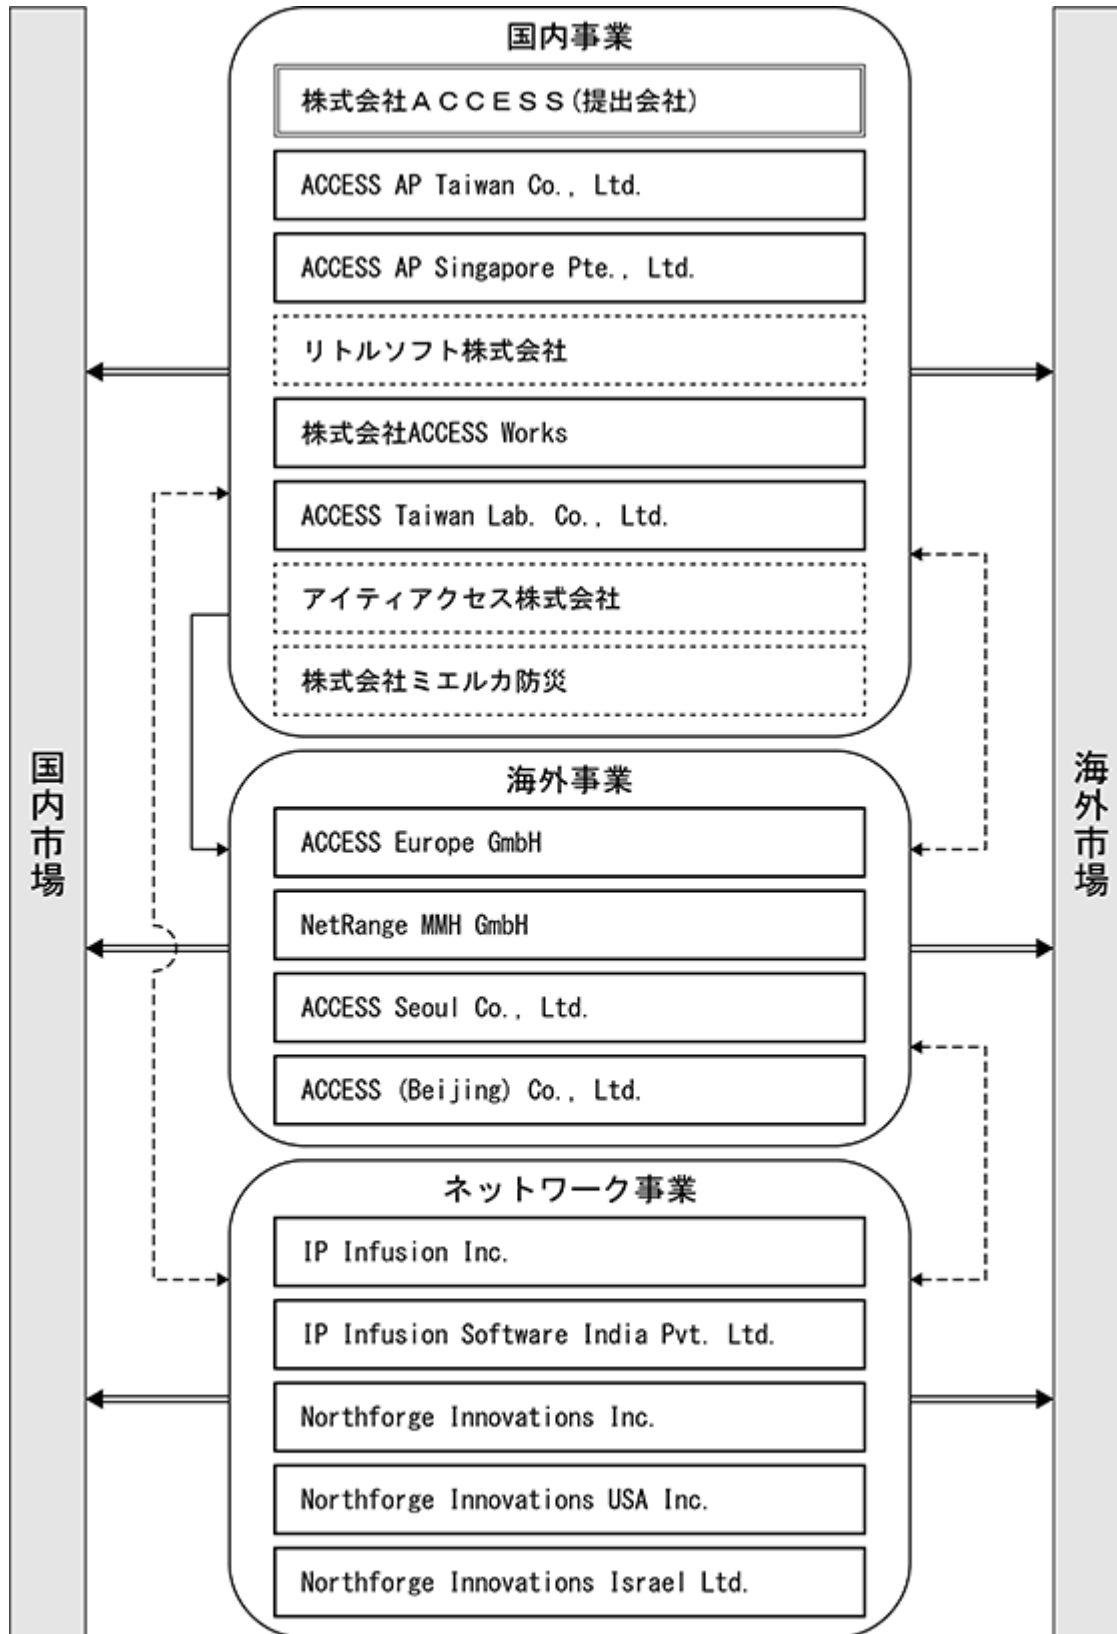 国内事業
株式会社ＡＣＣＥＳＳ(提出会社)
ACCESS AP Taiwan Co., Ltd.
ACCESS AP Singapore Pte., Ltd.
リトルソフト株式会社
株式会社ACCESS Works
ACCESS Taiwan Lab. Co., Ltd.
アイティアクセス株式会社
株式会社ミエルカ防災
国内市場
海外市場
海外事業
ACCESS Europe GmbH
NetRange MMH GmbH
ACCESS Seoul Co., Ltd.
ACCESS (Beijing) Co., Ltd.
ネットワーク事業
IP Infusion Inc.
IP Infusion Software India Pvt. Ltd.
Northforge Innovations Inc.
Northforge Innovations USA Inc.
Northforge Innovations Israel Ltd.